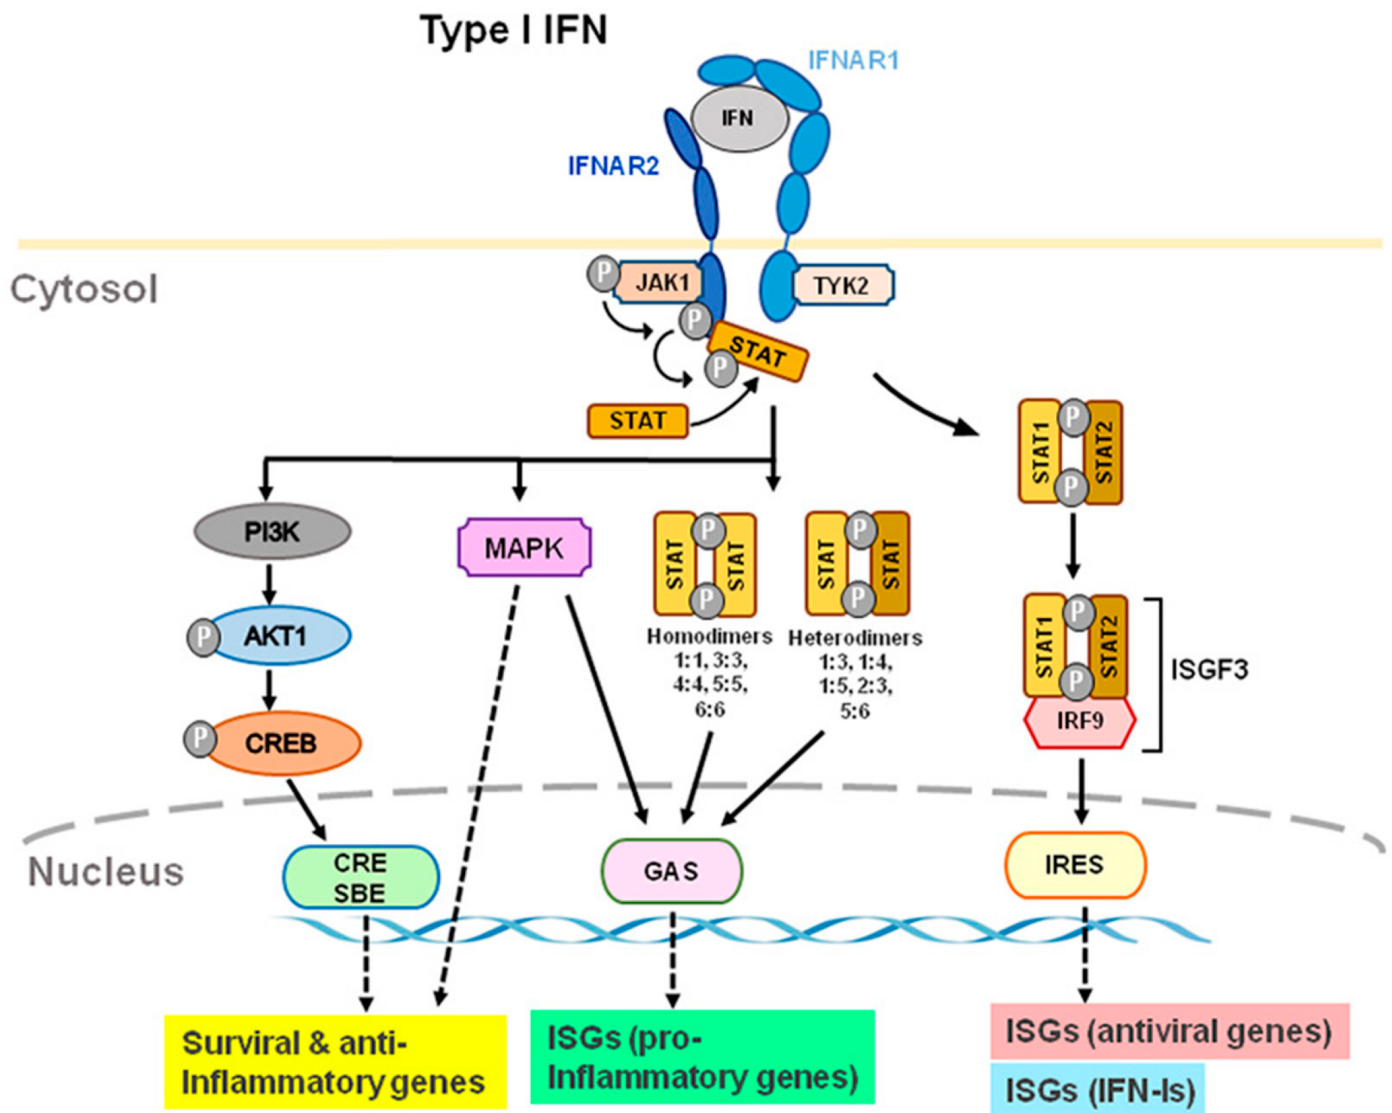 Type I IFN
IFNAR1
IFN
IFNAR2
Cytosol
P
JAK1
TYK2
P
STAT
P
STAT
STAT1
P
P
STAT2
PI3K
MAPK
STAT
P
P
STAT
STAT
P
P
STAT
P
AKT1
Homodimers
1:1, 3:3,
4:4, 5:5,
6:6
Heterodimers
1:3, 1:4,
1:5, 2:3,
5:6
STAT1
P
P
STAT2
IRF9
ISGF3
P
CREB
Nucleus
CRE
SBE
GAS
IRES
Surviral & anti-
Inflammatory genes
ISGs (pro-
Inflammatory genes)
ISGs (antiviral genes)
ISGs (IFN-Is)